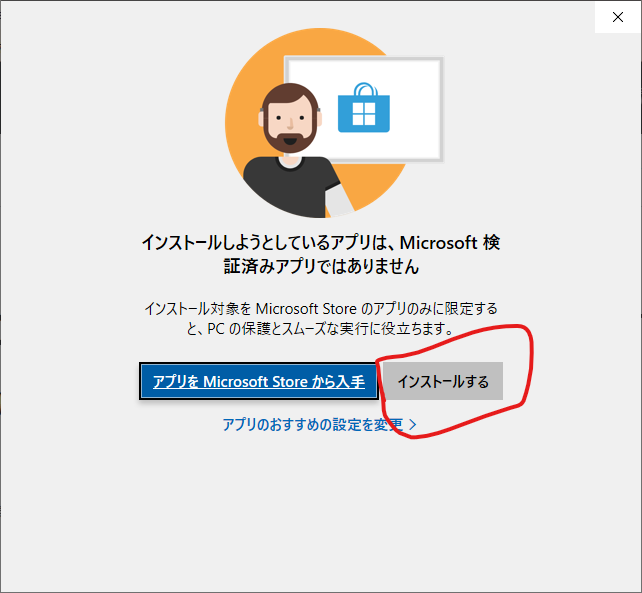 インストールしようとしているアプリは、Microsoft 検
証済みアプリではありません
インストール対象を Microsoft Store のアプリのみに限定する
と、PC の保護とスムーズな実行に役立ちます。
アプリを Microsoft Store から入手
インストールする
アプリのおすすめの設定を変更